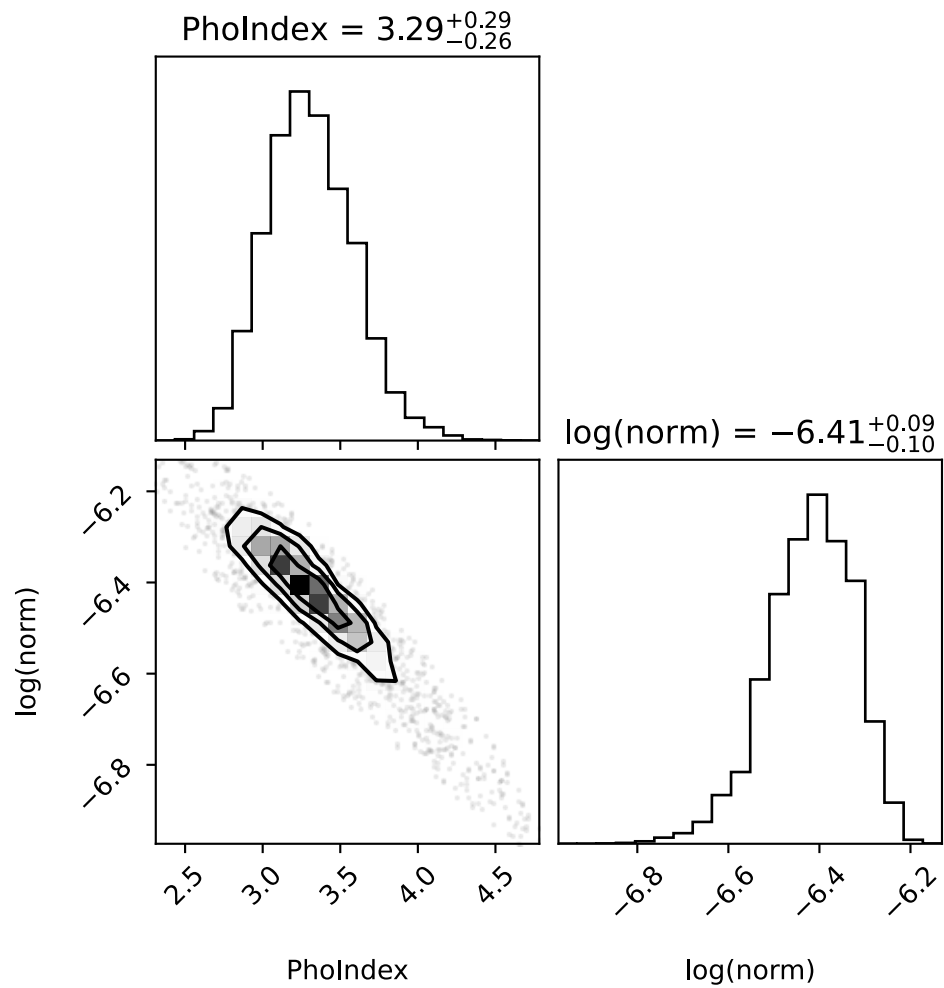 PhoIndex = 3.29+0.29−0.26
log(norm) = −6.41+0.09−0.10
−6.2
−6.4
−6.6
−6.8
log(norm)
2.5 3.0 3.5 4.0 4.5
−6.8 −6.6 −6.4 −6.2
PhoIndex
log(norm)